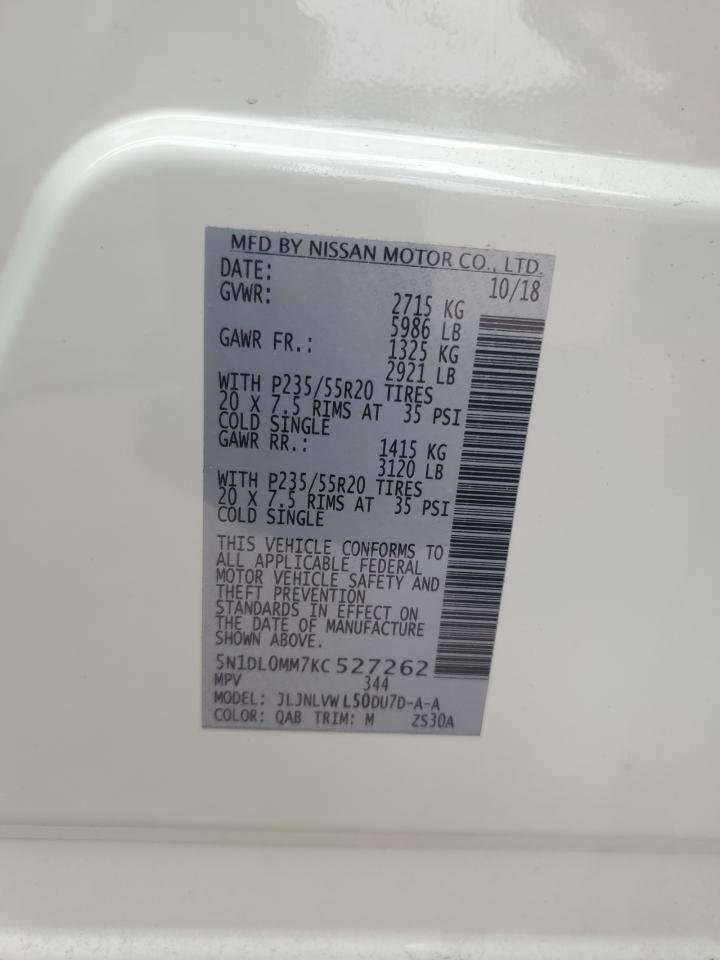 MFD BY NISSAN MOTOR CO., LTD.
DATE: 10/18
GVWR: 2715 KG
5986 LB
GAWR FR.: 1325 KG
2921 LB
WITH P235/55R20 TIRES
20 X 7.5 RIMS AT 35 PSI
COLD SINGLE
GAWR RR.: 1415 KG
3120 LB
WITH P235/55R20 TIRES
20 X 7.5 RIMS AT 35 PSI
COLD SINGLE
THIS VEHICLE CONFORMS TO
ALL APPLICABLE FEDERAL
MOTOR VEHICLE SAFETY AND
THEFT PREVENTION
STANDARDS IN EFFECT ON
THE DATE OF MANUFACTURE
SHOWN ABOVE.
5N1DL0MM7KC527262
MPV 344
MODEL: JLJNLVWL50DU7D-A-A
COLOR: QAB TRIM: M ZS30A